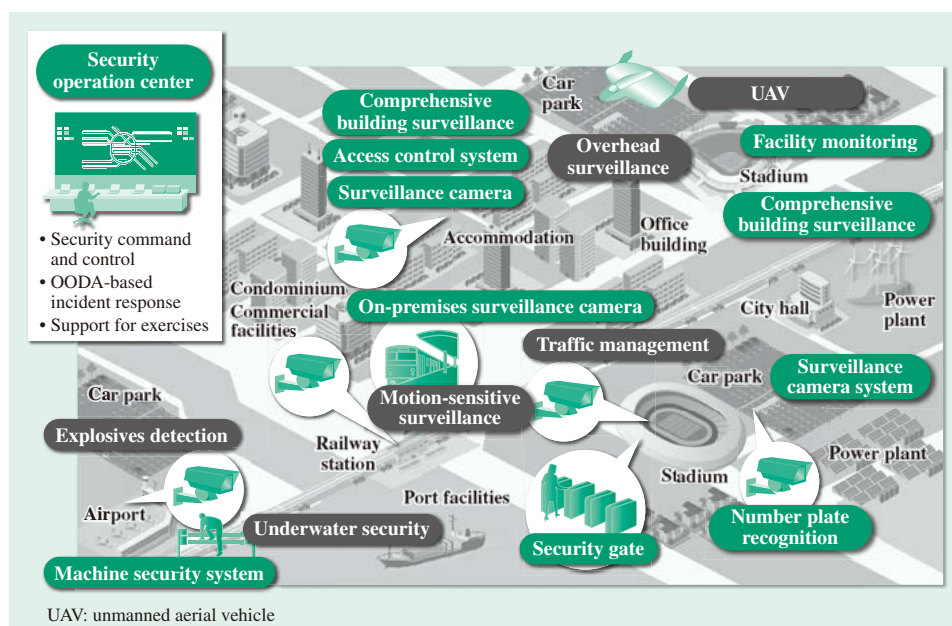 Security
operation center
• Security command
and control
• OODA-based
incident response
• Support for exercises
Car
park
UAV
Comprehensive
building surveillance
Access control system
Surveillance camera
Overhead
surveillance
Facility monitoring
Stadium
Comprehensive
building surveillance
Accommodation
Office
building
Condominium
Commercial
facilities
On-premises surveillance camera
City hall
Power
plant
Traffic management
Car park
Surveillance
camera system
Car park
Motion-sensitive
surveillance
Explosives detection
Railway
station
Power plant
Stadium
Port facilities
Airport
Underwater security
Number plate
recognition
Security gate
Machine security system
UAV: unmanned aerial vehicle